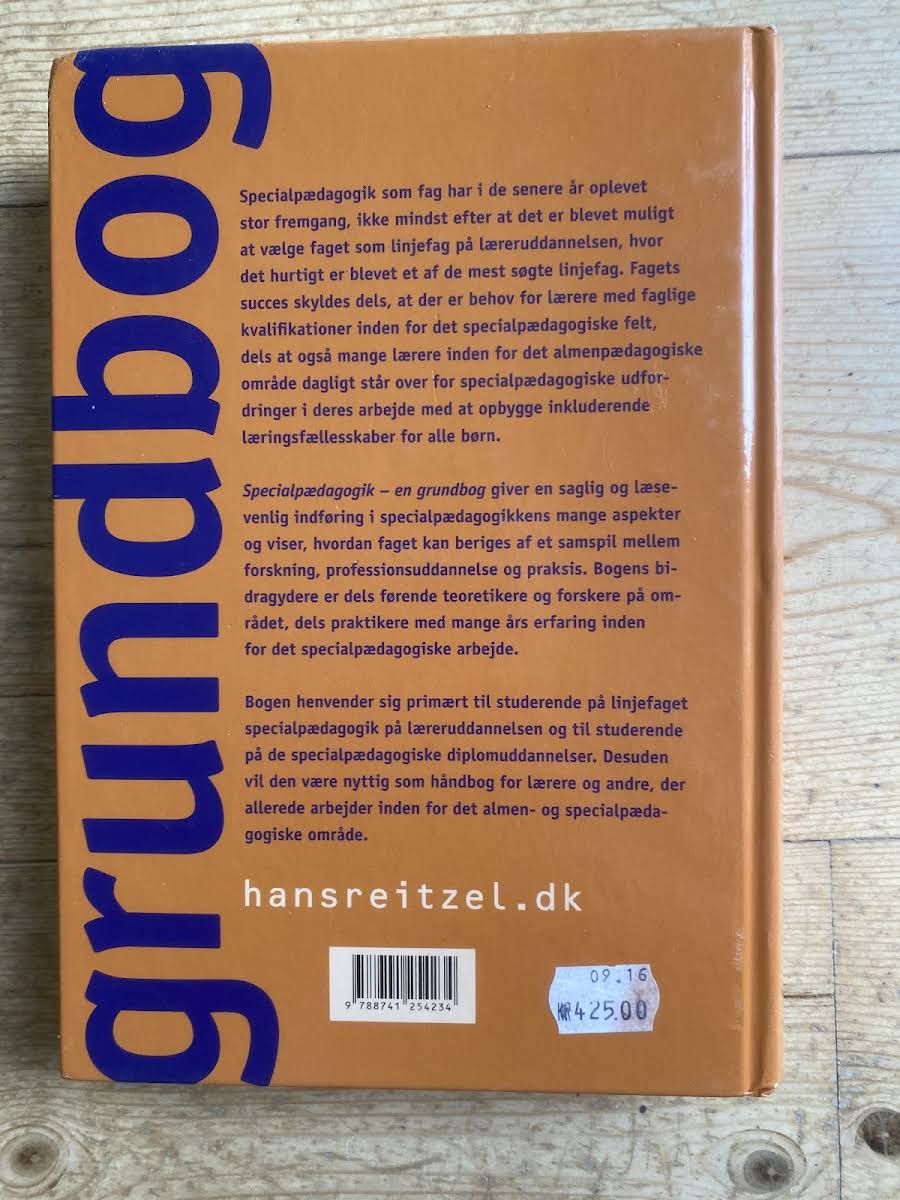 grundbog
Specialpædagogik som fag har i de senere år oplevet
stor fremgang, ikke mindst efter at det er blevet muligt
at vælge faget som linjefag på læreruddannelsen, hvor
det hurtigt er blevet et af de mest søgte linjefag. Fagets
succes skyldes dels, at der er behov for lærere med faglige
kvalifikationer inden for det specialpædagogiske felt,
dels at også mange lærere inden for det almenpædagogiske
område dagligt står over for specialpædagogiske udfor-
dringer i deres arbejde med at opbygge inkluderende
læringsfællesskaber for alle børn.
Specialpædagogik – en grundbog giver en saglig og læse-
venlig indføring i specialpædagogikkens mange aspekter
og viser, hvordan faget kan beriges af et samspil mellem
forskning, professionsuddannelse og praksis. Bogens bi-
dragydere er dels førende teoretikere og forskere på om-
rådet, dels praktikere med mange års erfaring inden
for det specialpædagogiske arbejde.
Bogen henvender sig primært til studerende på linjefaget
specialpædagogik på læreruddannelsen og til studerende
på de specialpædagogiske diplomuddannelser. Desuden
vil den være nyttig som håndbog for lærere og andre, der
allerede arbejder inden for det almen- og specialpæda-
gogiske område.
hansreitzel.dk
9 788741 254234
09.16
KR425.00